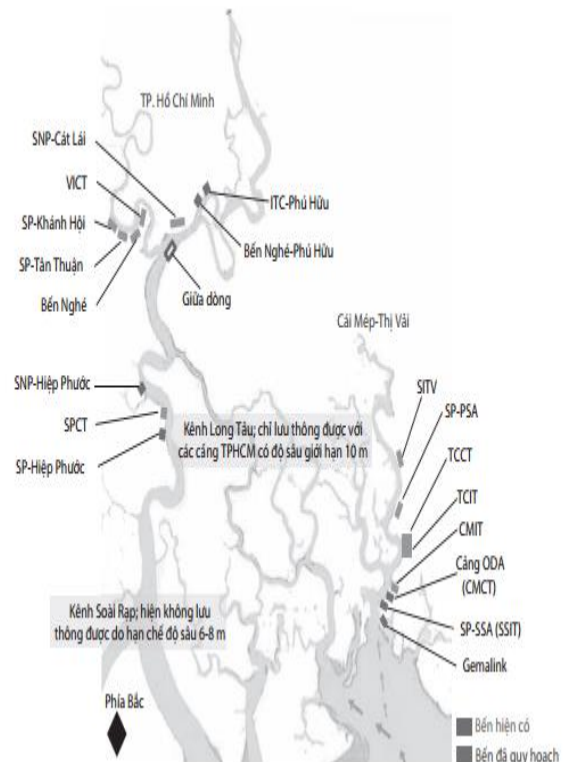 TP. Hồ Chí Minh
SNP-Cát Lái
VICT
SP-Khánh Hội
SP-Tân Thuận
Bến Nghé
ITC-Phú Hữu
Bến Nghé-Phú Hữu
Giữa dòng
Cái Mép-Thị Vải
SNP-Hiệp Phước
SPCT
SP-Hiệp Phước
Kênh Long Tàu; chỉ lưu thông được với
các cảng TPHCM có độ sâu giới hạn 10 m
SITV
SP-PSA
TCCT
TCIT
CMIT
Cảng ODA
(CMCT)
SP-SSA (SSIT)
Gemalink
Kênh Soài Rạp; hiện không lưu
thông được do hạn chế độ sâu 6-8 m
Phía Bắc
Bến hiện có
Bến đã quy hoạch